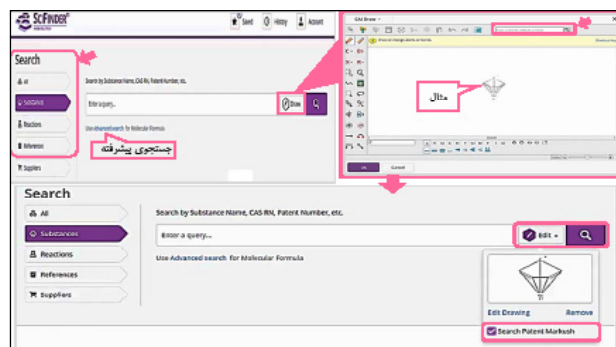 SCIFINDER
Saved
History
Account
Search
All
Substances
Reactions
References
Suppliers
Search by Substance Name, CAS RN, Patent Number, etc.
Enter a query...
Draw
Use Advanced search for Molecular Formula
جستجوی پیشرفته
مثال
OK
Cancel
Search
All
Substances
Reactions
References
Suppliers
Search by Substance Name, CAS RN, Patent Number, etc.
Enter a query...
Edit
Use Advanced search for Molecular Formula
Edit Drawing
Remove
Search Patent Markush